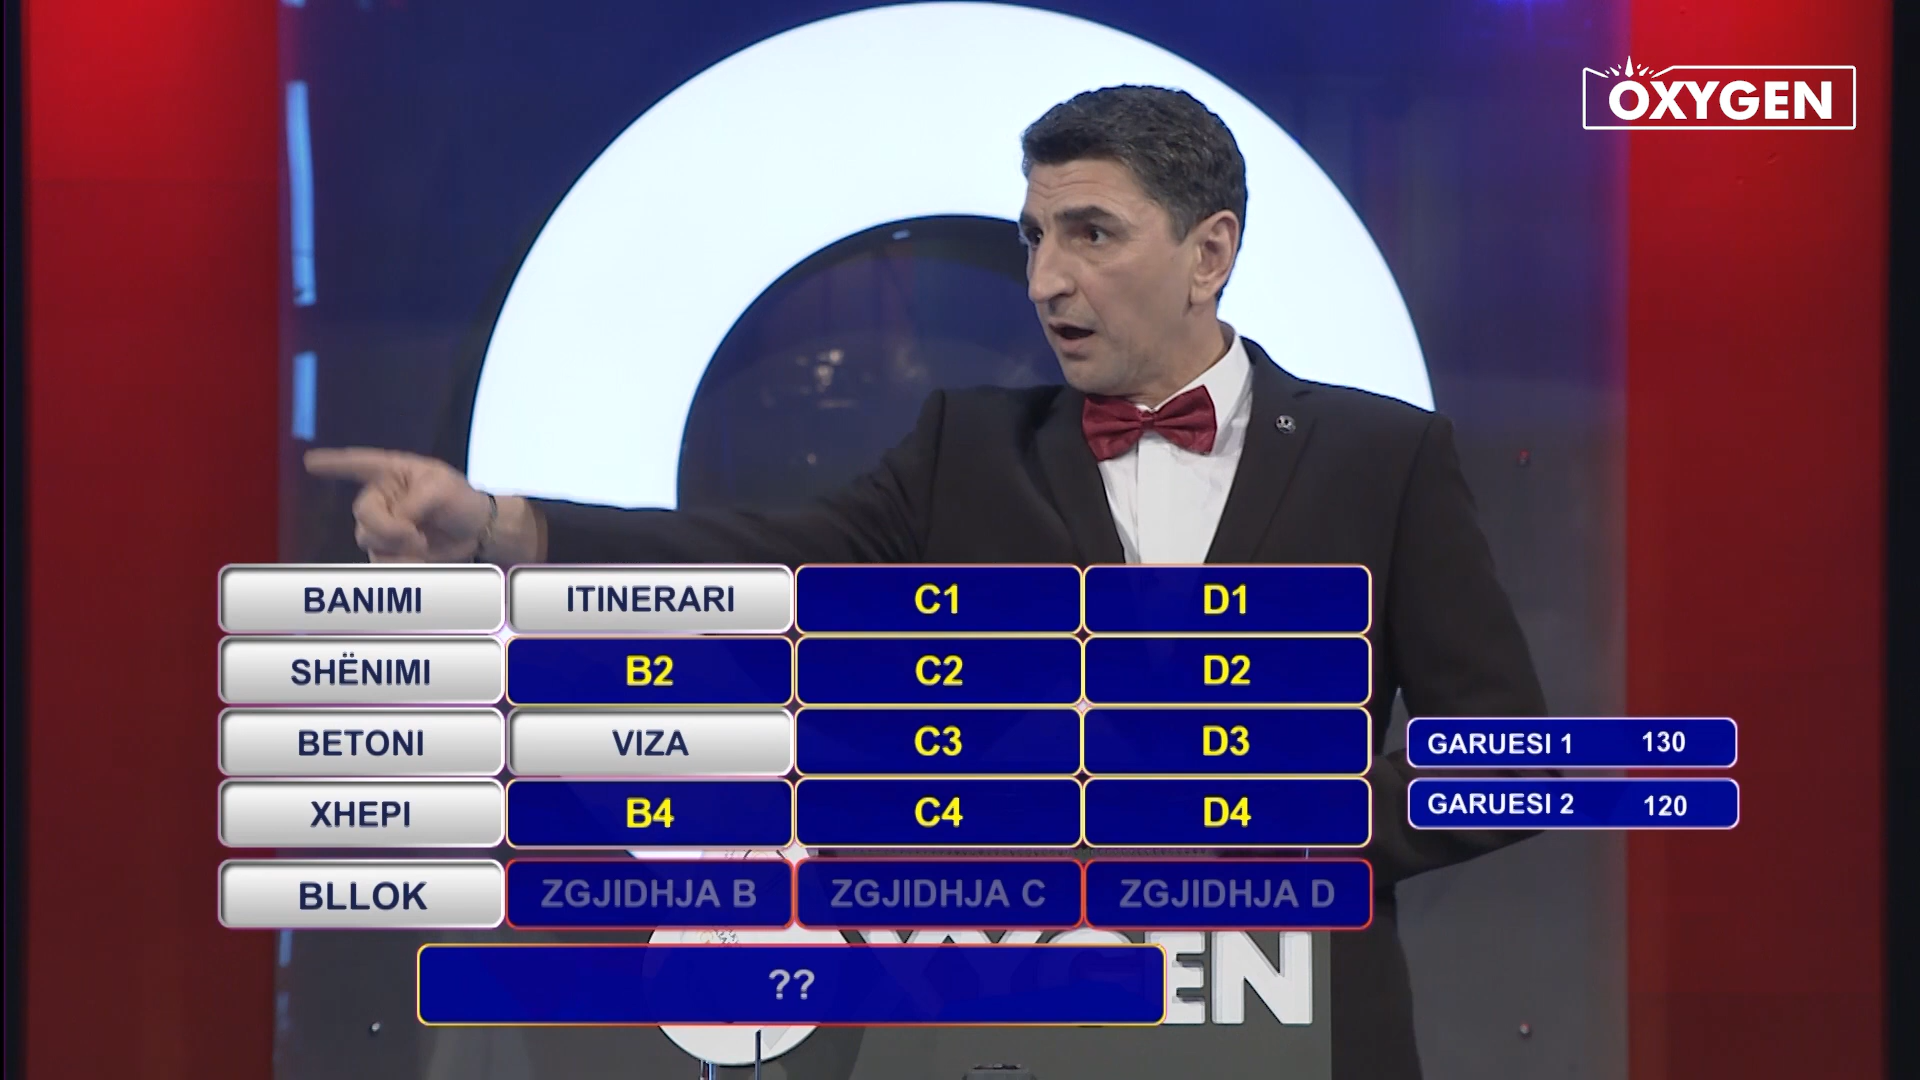 OXYGEN
BANIMI ITINERARI C1 D1
SHËNIMI B2 C2 D2
BETONI VIZA C3 D3
XHEPI B4 C4 D4
BLLOK ZGJIDHJA B ZGJIDHJA C ZGJIDHJA D
??
GARUESI 1 130
GARUESI 2 120